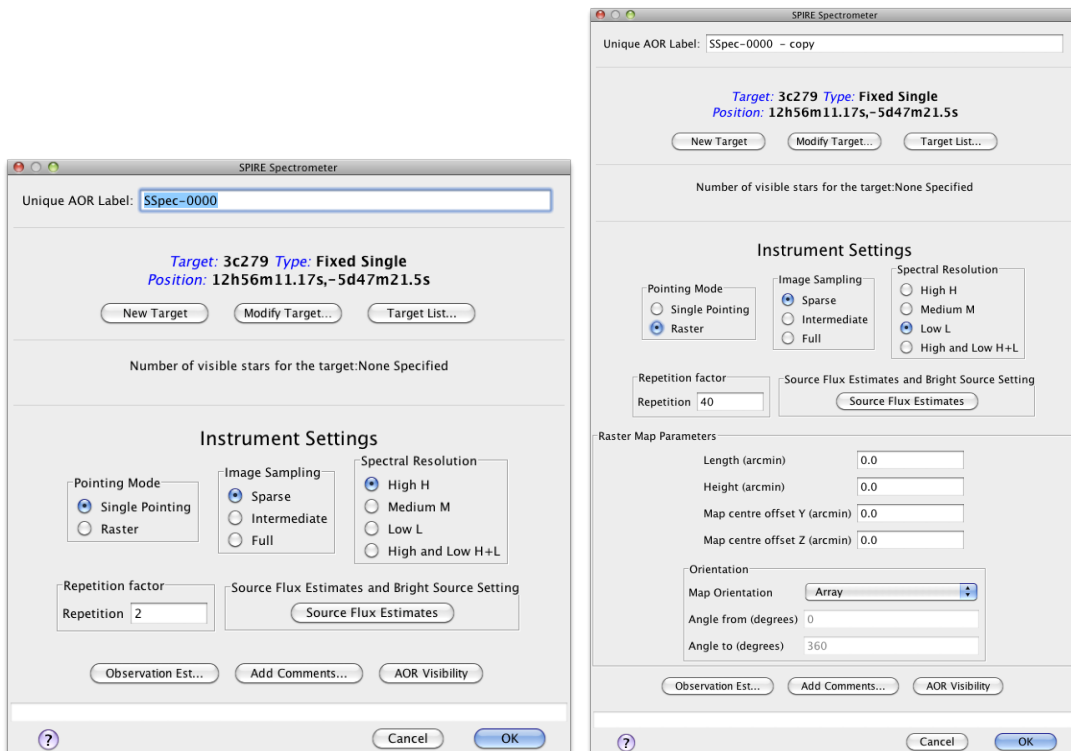 SPIRE Spectrometer
Unique AOR Label: SSpec-0000
Target: 3c279 Type: Fixed Single
Position: 12h56m11.17s,-5d47m21.5s
New Target Modify Target... Target List...
Number of visible stars for the target:None Specified
Instrument Settings
Pointing Mode
Single Pointing
Raster
Image Sampling
Sparse
Intermediate
Full
Spectral Resolution
High H
Medium M
Low L
High and Low H+L
Repetition factor
Repetition 2
Source Flux Estimates and Bright Source Setting
Source Flux Estimates
Observation Est... Add Comments... AOR Visibility
? Cancel OK
SPIRE Spectrometer
Unique AOR Label: SSpec-0000 - copy
Target: 3c279 Type: Fixed Single
Position: 12h56m11.17s,-5d47m21.5s
New Target Modify Target... Target List...
Number of visible stars for the target:None Specified
Instrument Settings
Pointing Mode
Single Pointing
Raster
Image Sampling
Sparse
Intermediate
Full
Spectral Resolution
High H
Medium M
Low L
High and Low H+L
Repetition factor
Repetition 40
Source Flux Estimates and Bright Source Setting
Source Flux Estimates
Raster Map Parameters
Length (arcmin) 0.0
Height (arcmin) 0.0
Map centre offset Y (arcmin) 0.0
Map centre offset Z (arcmin) 0.0
Orientation
Map Orientation Array
Angle from (degrees) 0
Angle to (degrees) 360
Observation Est... Add Comments... AOR Visibility
? Cancel OK